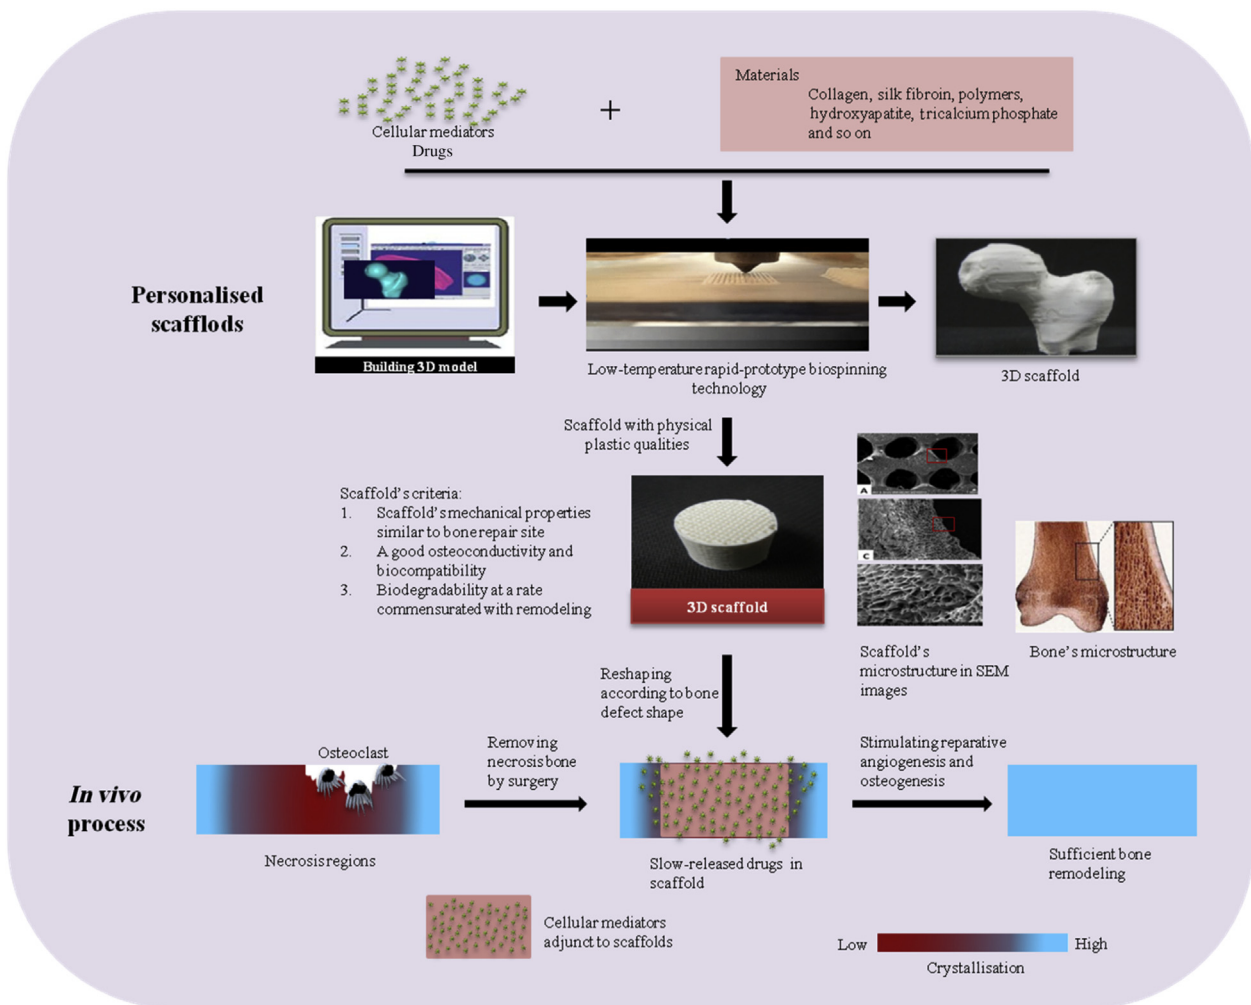 Cellular mediators
Drugs
+
Materials
Collagen, silk fibroin, polymers,
hydroxyapatite, tricalcium phosphate
and so on
Personalised
scafflods
Building 3D model
Low-temperature rapid-prototype biospinning
technology
3D scaffold
Scaffold with physical
plastic qualities
Scaffold's criteria:
1. Scaffold's mechanical properties
similar to bone repair site
2. A good osteoconductivity and
biocompatibility
3. Biodegradability at a rate
commensurated with remodeling
3D scaffold
A
C
Scaffold's
microstructure in SEM
images
Bone's microstructure
Reshaping
according to bone
defect shape
In vivo
process
Osteoclast
Necrosis regions
Removing
necrosis bone
by surgery
Slow-released drugs in
scaffold
Stimulating reparative
angiogenesis and
osteogenesis
Sufficient bone
remodeling
Cellular mediators
adjunct to scaffolds
Low
High
Crystallisation